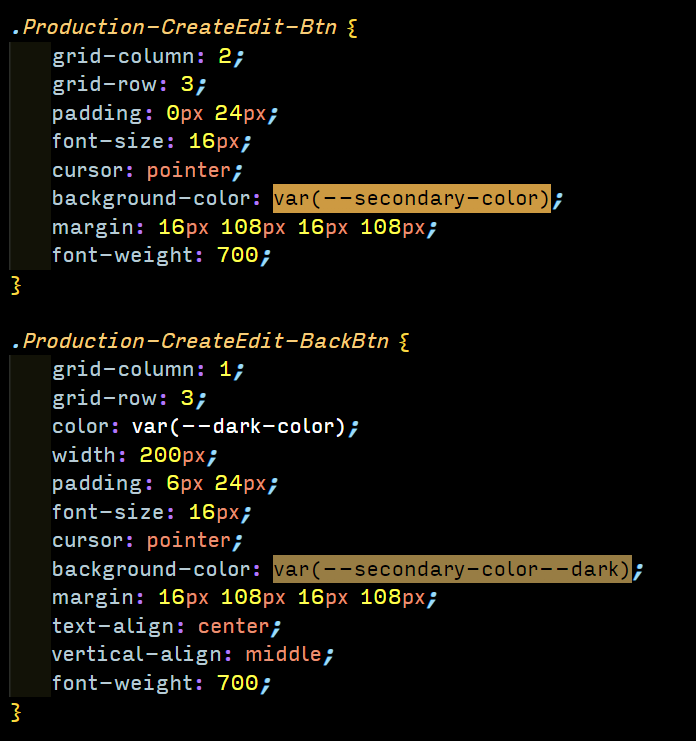 .Production-CreateEdit-Btn {
grid-column: 2;
grid-row: 3;
padding: 0px 24px;
font-size: 16px;
cursor: pointer;
background-color: var(--secondary-color);
margin: 16px 108px 16px 108px;
font-weight: 700;
}
.Production-CreateEdit-BackBtn {
grid-column: 1;
grid-row: 3;
color: var(--dark-color);
width: 200px;
padding: 6px 24px;
font-size: 16px;
cursor: pointer;
background-color: var(--secondary-color--dark);
margin: 16px 108px 16px 108px;
text-align: center;
vertical-align: middle;
font-weight: 700;
}